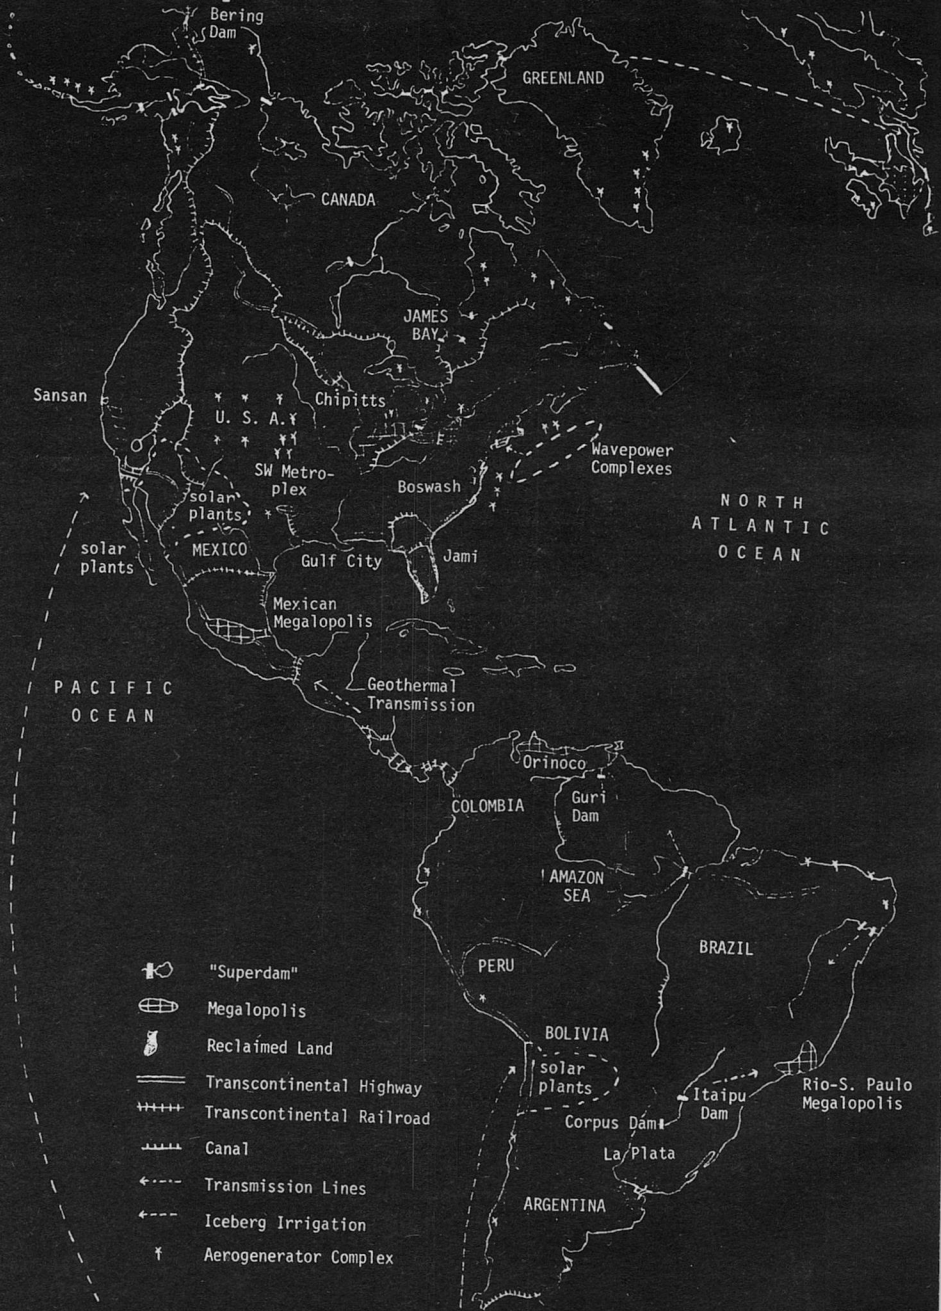 Bering
Dam
GREENLAND
CANADA
JAMES
BAY
Sansan
Chipitts
U. S. A.
Wavepower
Complexes
SW Metro-
plex
Boswash
solar
plants
NORTH
ATLANTIC
OCEAN
solar
plants
MEXICO
Gulf City
Jami
Mexican
Megalopolis
PACIFIC
OCEAN
Geothermal
Transmission
Orinoco
COLOMBIA
Guri
Dam
AMAZON
SEA
BRAZIL
PERU
BOLIVIA
solar
plants
Itaipu
Dam
Rio-S. Paulo
Megalopolis
Corpus Dam
La Plata
ARGENTINA
"Superdam"
Megalopolis
Reclaimed Land
Transcontinental Highway
Transcontinental Railroad
Canal
Transmission Lines
Iceberg Irrigation
Aerogenerator Complex